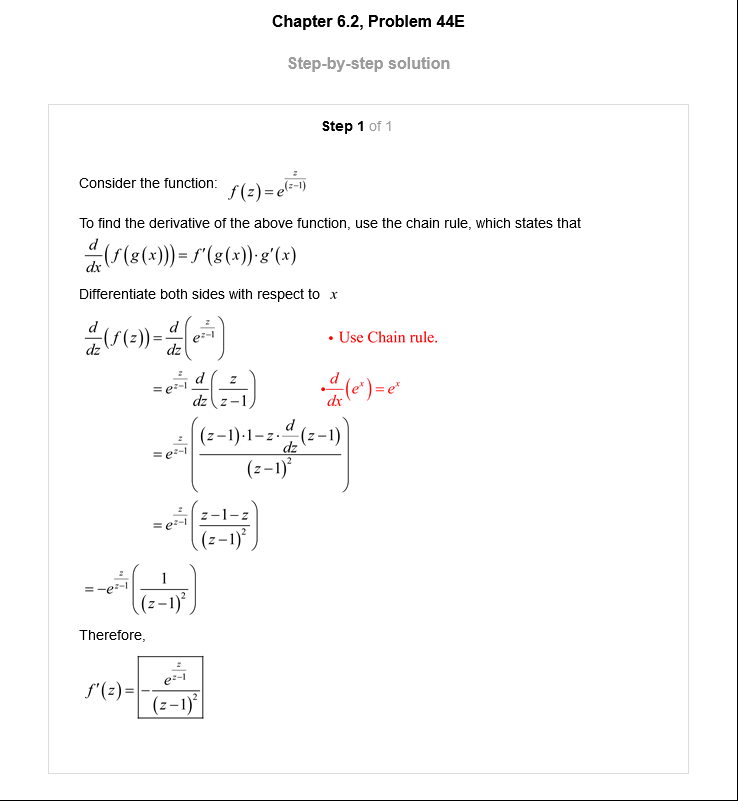 Chapter 6.2, Problem 44E
Step-by-step solution
Step 1 of 1
Consider the function: f(z)=e^{\frac{z}{(z-1)}}
To find the derivative of the above function, use the chain rule, which states that
\frac{d}{dx}(f(g(x)))=f'(g(x))·g'(x)
Differentiate both sides with respect to x
\frac{d}{dz}(f(z))=\frac{d}{dz}\left(e^{\frac{z}{z-1}}\right) • Use Chain rule.
=e^{\frac{z}{z-1}}\frac{d}{dz}\left(\frac{z}{z-1}\right) •\frac{d}{dx}(e^x)=e^x
=e^{\frac{z}{z-1}}\left(\frac{(z-1)·1-z·\frac{d}{dz}(z-1)}{(z-1)^2}\right)
=e^{\frac{z}{z-1}}\left(\frac{z-1-z}{(z-1)^2}\right)
=-e^{\frac{z}{z-1}}\left(\frac{1}{(z-1)^2}\right)
Therefore,
f'(z)=-\frac{e^{\frac{z}{z-1}}}{(z-1)^2}